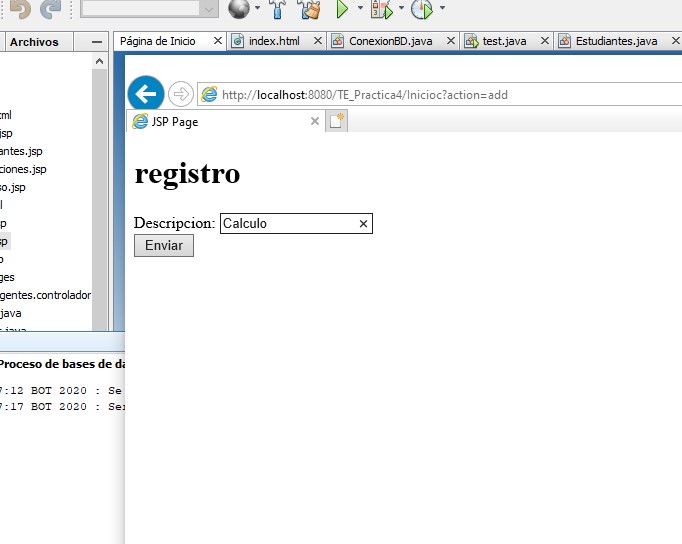 Archivos
Página de Inicio
index.html
ConexionBD.java
test.java
Estudiantes.java
http://localhost:8080/TE_Practica4/Inicioc?action=add
JSP Page
tml
jsp
antes.jsp
ciones.jsp
so.jsp
l
p
sp
o
ges
gentes.controlador
.java
.java
registro
Descripcion: Calculo
Enviar
Proceso de bases de da
7:12 BOT 2020 : Se
7:17 BOT 2020 : Ser